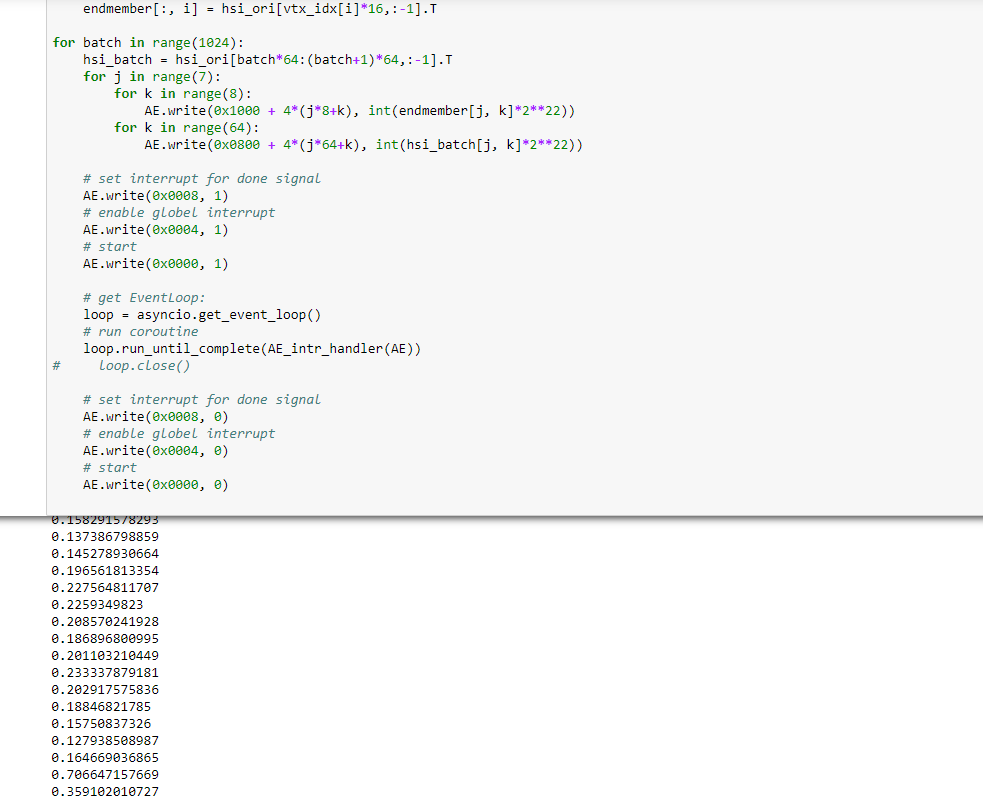 endmember[:, i] = hsi_ori[vtx_idx[i]*16,:-1].T
for batch in range(1024):
hsi_batch = hsi_ori[batch*64:(batch+1)*64,:-1].T
for j in range(7):
for k in range(8):
AE.write(0x1000 + 4*(j*8+k), int(endmember[j, k]*2**22))
for k in range(64):
AE.write(0x0800 + 4*(j*64+k), int(hsi_batch[j, k]*2**22))
# set interrupt for done signal
AE.write(0x0008, 1)
# enable globel interrupt
AE.write(0x0004, 1)
# start
AE.write(0x0000, 1)
# get EventLoop:
loop = asyncio.get_event_loop()
# run coroutine
loop.run_until_complete(AE_intr_handler(AE))
# loop.close()
# set interrupt for done signal
AE.write(0x0008, 0)
# enable globel interrupt
AE.write(0x0004, 0)
# start
AE.write(0x0000, 0)
0.158291578293
0.137386798859
0.145278930664
0.196561813354
0.227564811707
0.2259349823
0.208570241928
0.186896800995
0.201103210449
0.233337879181
0.202917575836
0.18846821785
0.15750837326
0.127938508987
0.164669036865
0.706647157669
0.359102010727